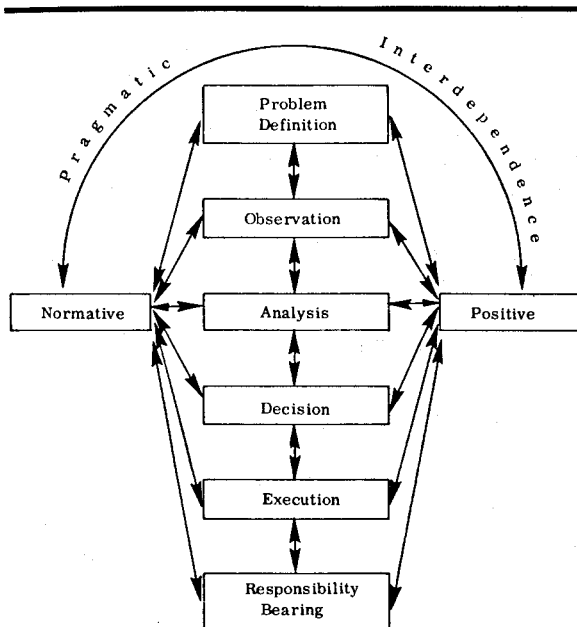 Pragmatic Interdependence
Problem
Definition
Observation
Normative
Analysis
Positive
Decision
Execution
Responsibility
Bearing